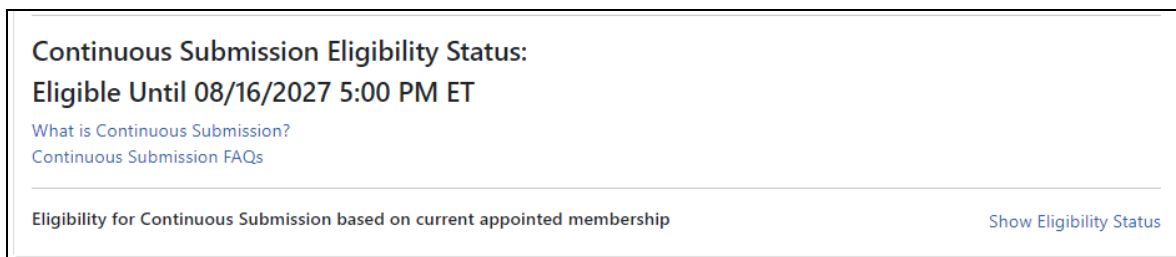 Continuous Submission Eligibility Status:
Eligible Until 08/16/2027 5:00 PM ET
What is Continuous Submission?
Continuous Submission FAQs
Eligibility for Continuous Submission based on current appointed membership
Show Eligibility Status